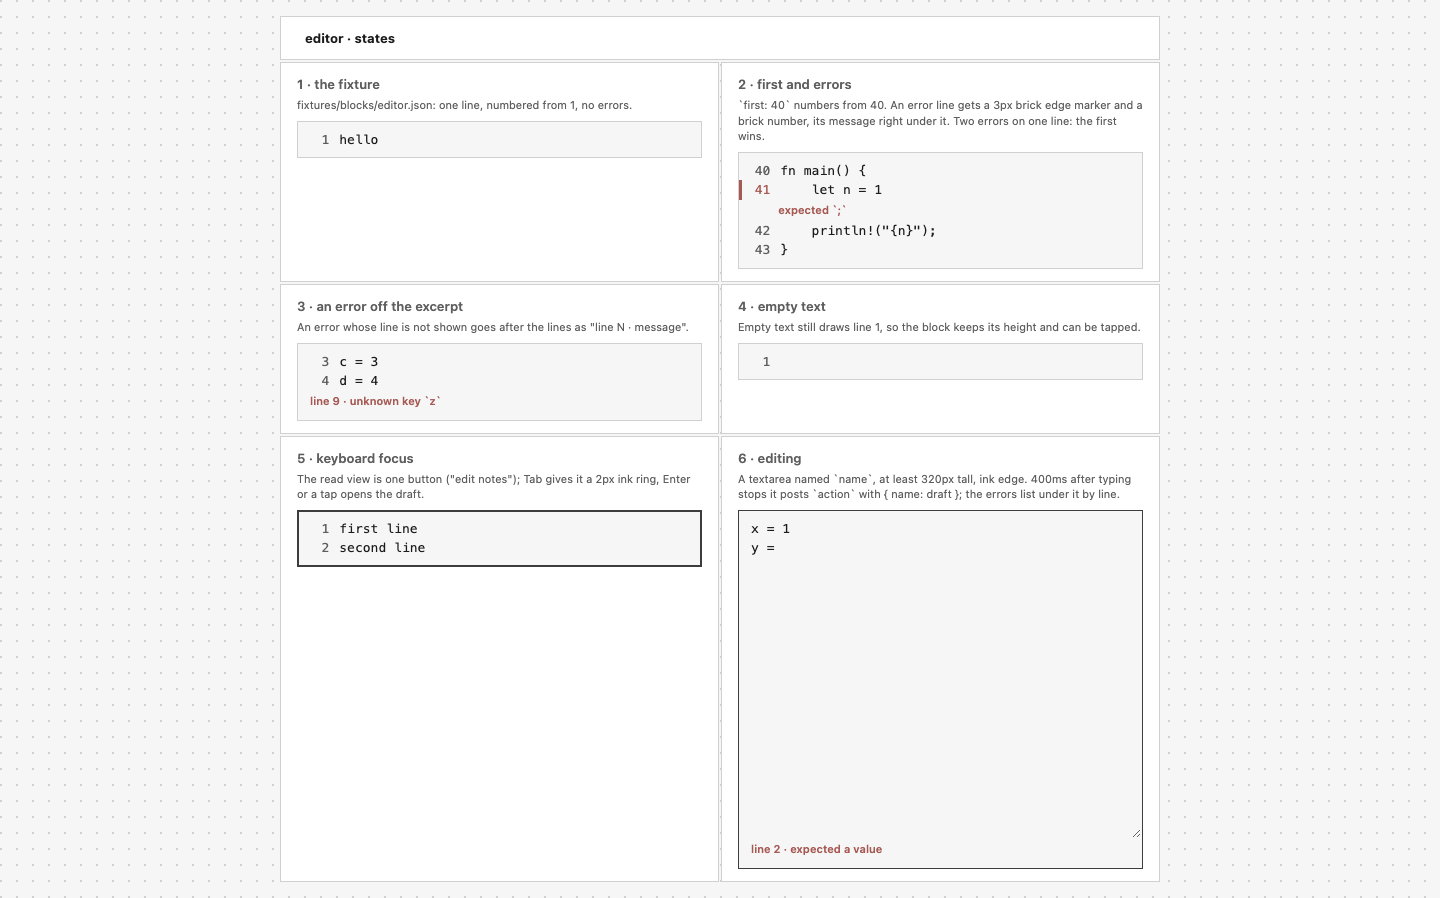 editor · states
1 · the fixture
fixtures/blocks/editor.json: one line, numbered from 1, no errors.
1 hello
2 · first and errors
`first: 40` numbers from 40. An error line gets a 3px brick edge marker and a
brick number, its message right under it. Two errors on one line: the first
wins.
40 fn main() {
41     let n = 1
expected `;`
42     println!("{n}");
43 }
3 · an error off the excerpt
An error whose line is not shown goes after the lines as "line N · message".
3 c = 3
4 d = 4
line 9 · unknown key `z`
4 · empty text
Empty text still draws line 1, so the block keeps its height and can be tapped.
1
5 · keyboard focus
The read view is one button ("edit notes"); Tab gives it a 2px ink ring, Enter
or a tap opens the draft.
1 first line
2 second line
6 · editing
A textarea named `name`, at least 320px tall, ink edge. 400ms after typing
stops it posts `action` with { name: draft }; the errors list under it by line.
x = 1
y =
line 2 · expected a value